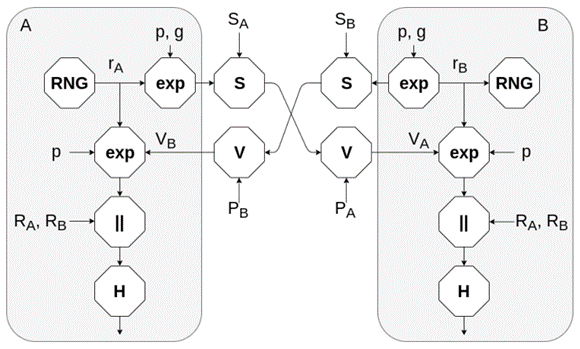 A
S_A
S_B
B
p, g
p, g
r_A
r_B
RNG
exp
S
S
exp
RNG
p
exp
V_B
V
V
V_A
exp
p
P_B
P_A
R_A, R_B
||
||
R_A, R_B
H
H